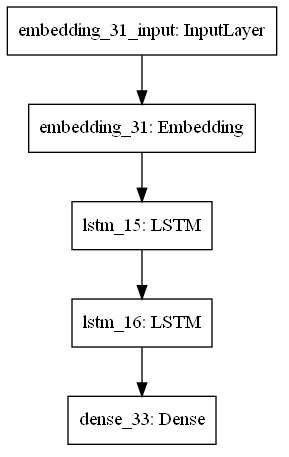 embedding_31_input: InputLayer
embedding_31: Embedding
lstm_15: LSTM
lstm_16: LSTM
dense_33: Dense